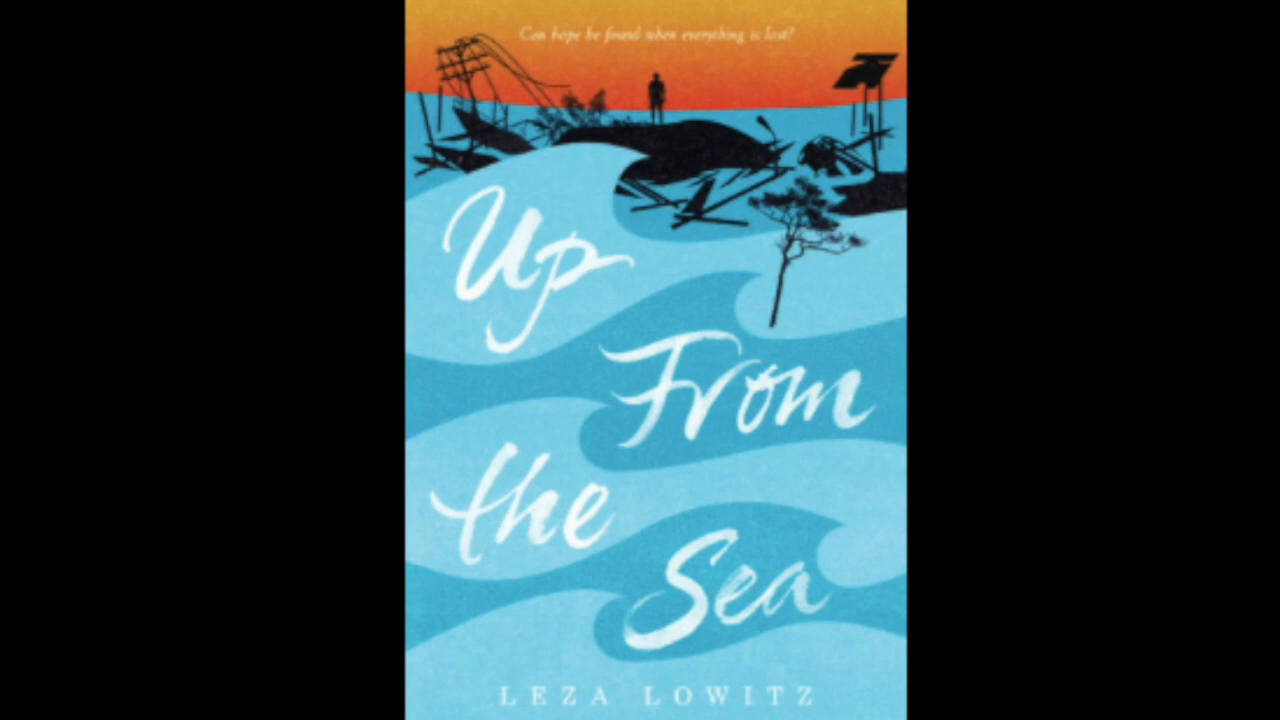 Can hope be found when everything is lost?
Up
From
the
Sea
LEZA LOWITZ